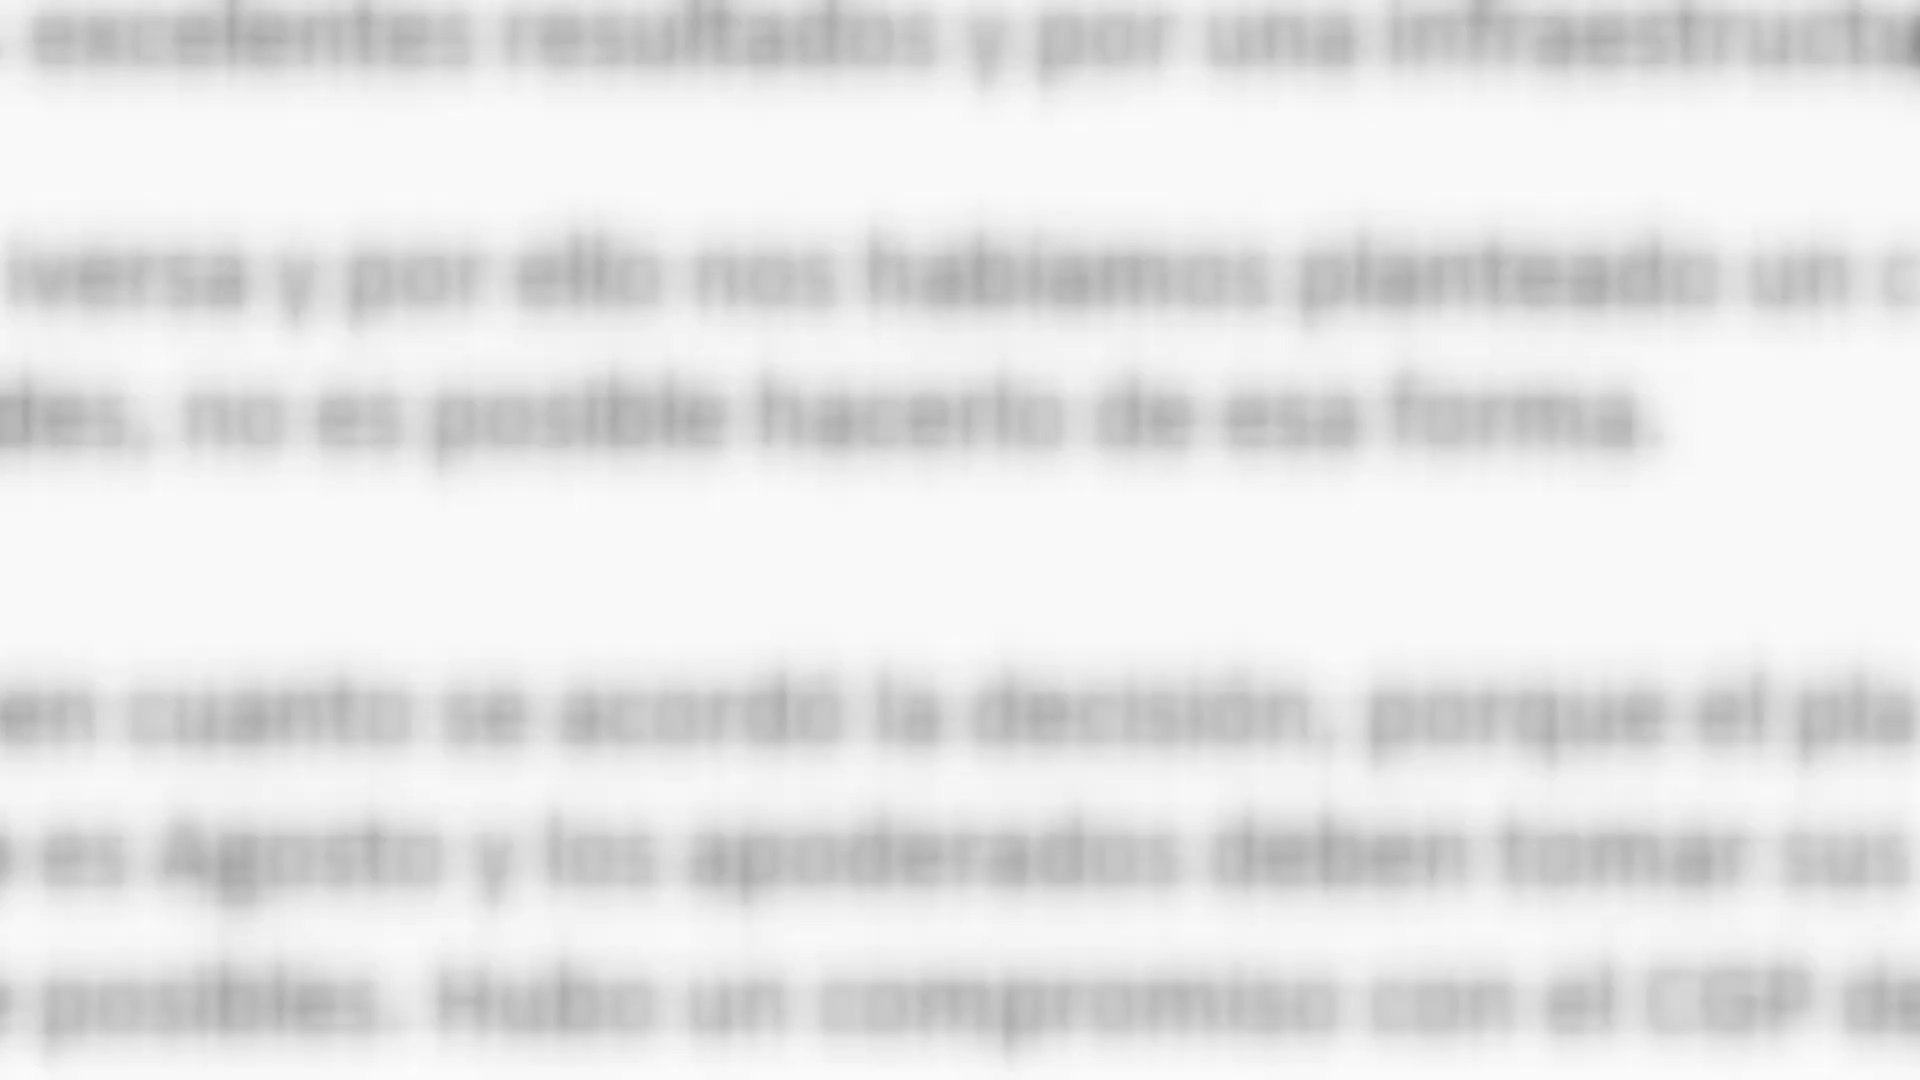 excelentes resultados y por una infraestructu
iversa y por ello nos habíamos planteado un c
des, no es posible hacerlo de esa forma.
en cuanto se acordó la decisión, porque el pla
es Agosto y los apoderados deben tomar sus
posibles. Hubo un compromiso con el CGP de